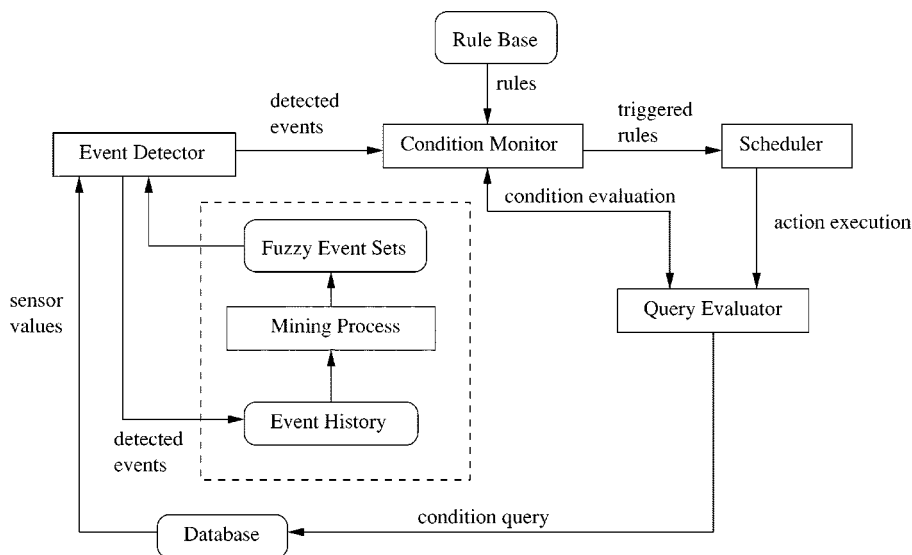 Rule Base
rules
detected
events
triggered
rules
Event Detector
Condition Monitor
Scheduler
condition evaluation
action execution
Fuzzy Event Sets
sensor
values
Mining Process
Query Evaluator
Event History
detected
events
condition query
Database